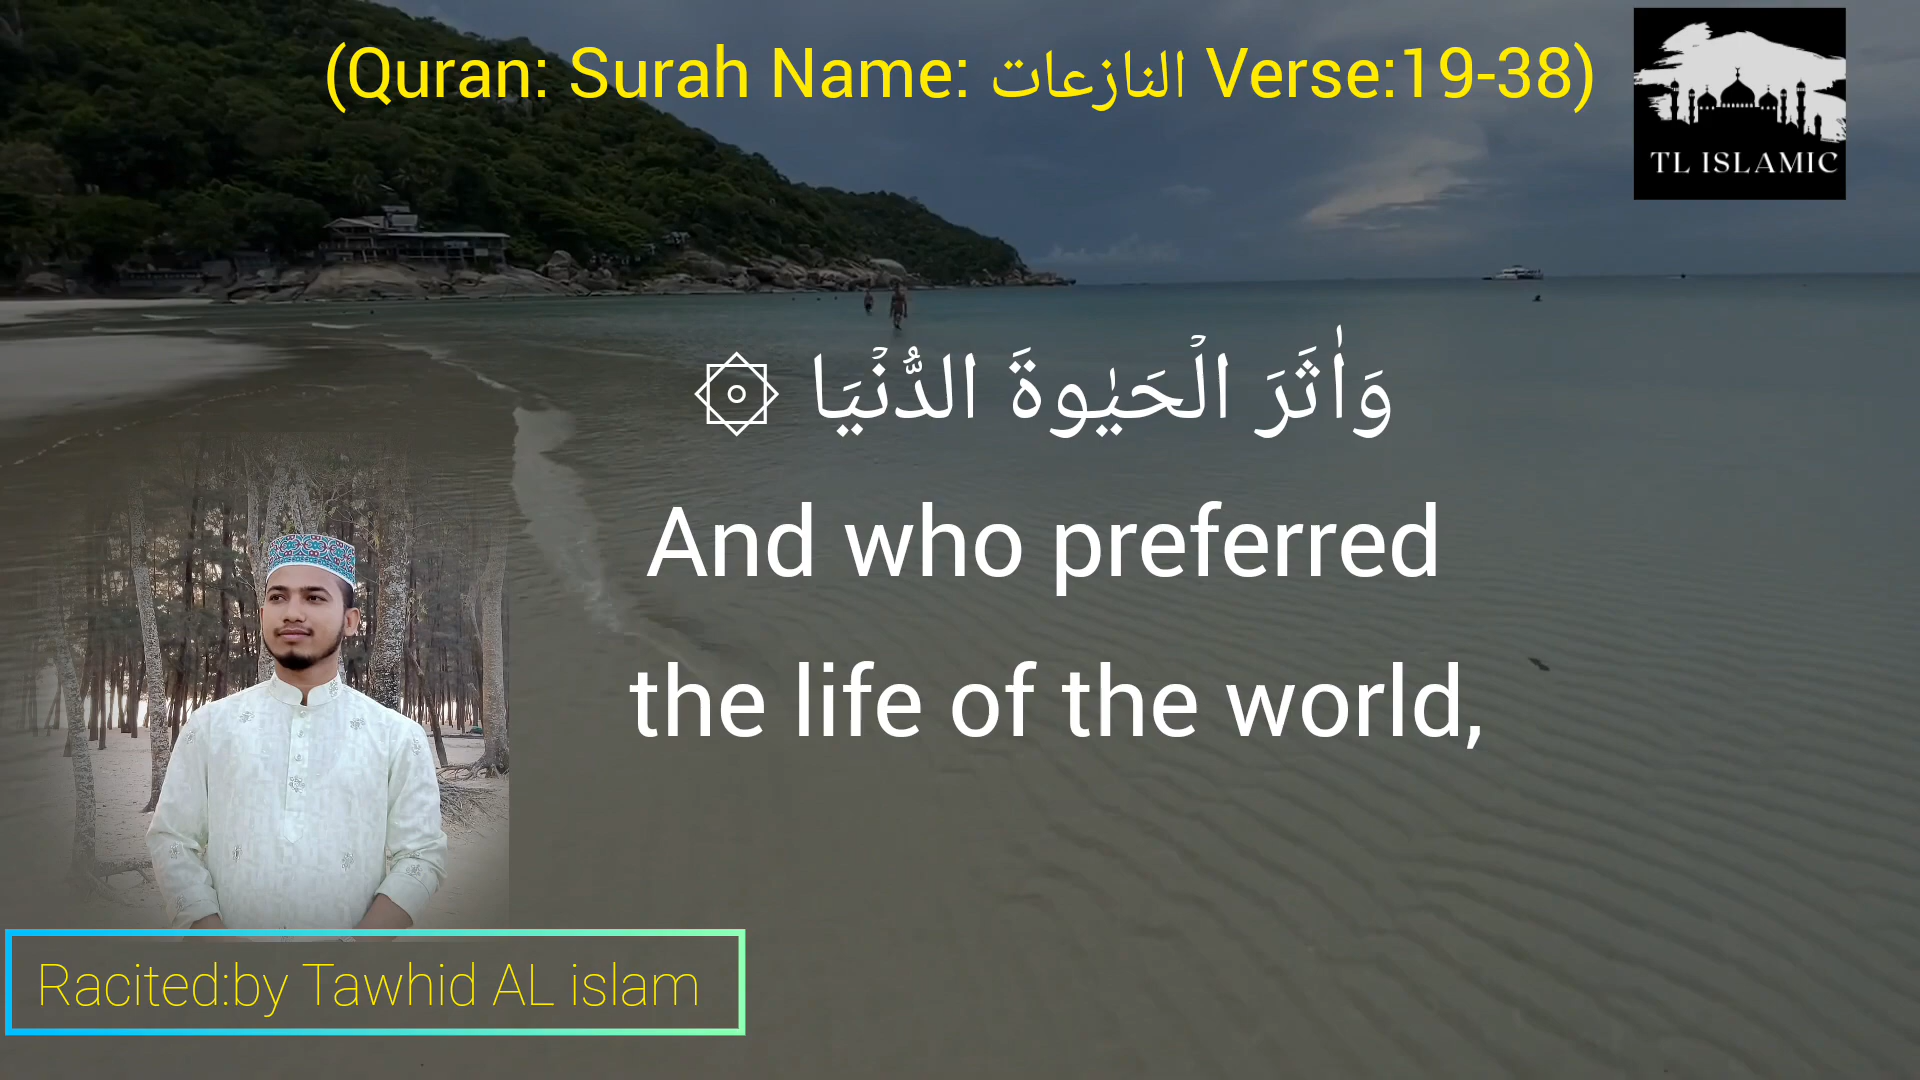 (Quran: Surah Name: النازعات Verse:19-38)
TL ISLAMIC
وَاٰثَرَ الْحَيٰوةَ الدُّنْيَا ۞
And who preferred
the life of the world,
Racited:by Tawhid AL islam